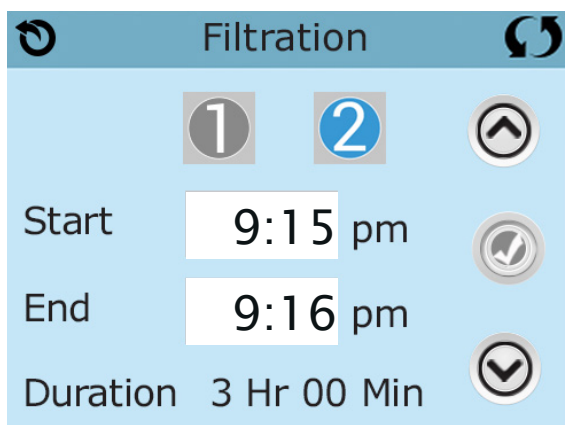 Filtration
1 2
Start 9:15 pm
End 9:16 pm
Duration 3 Hr 00 Min